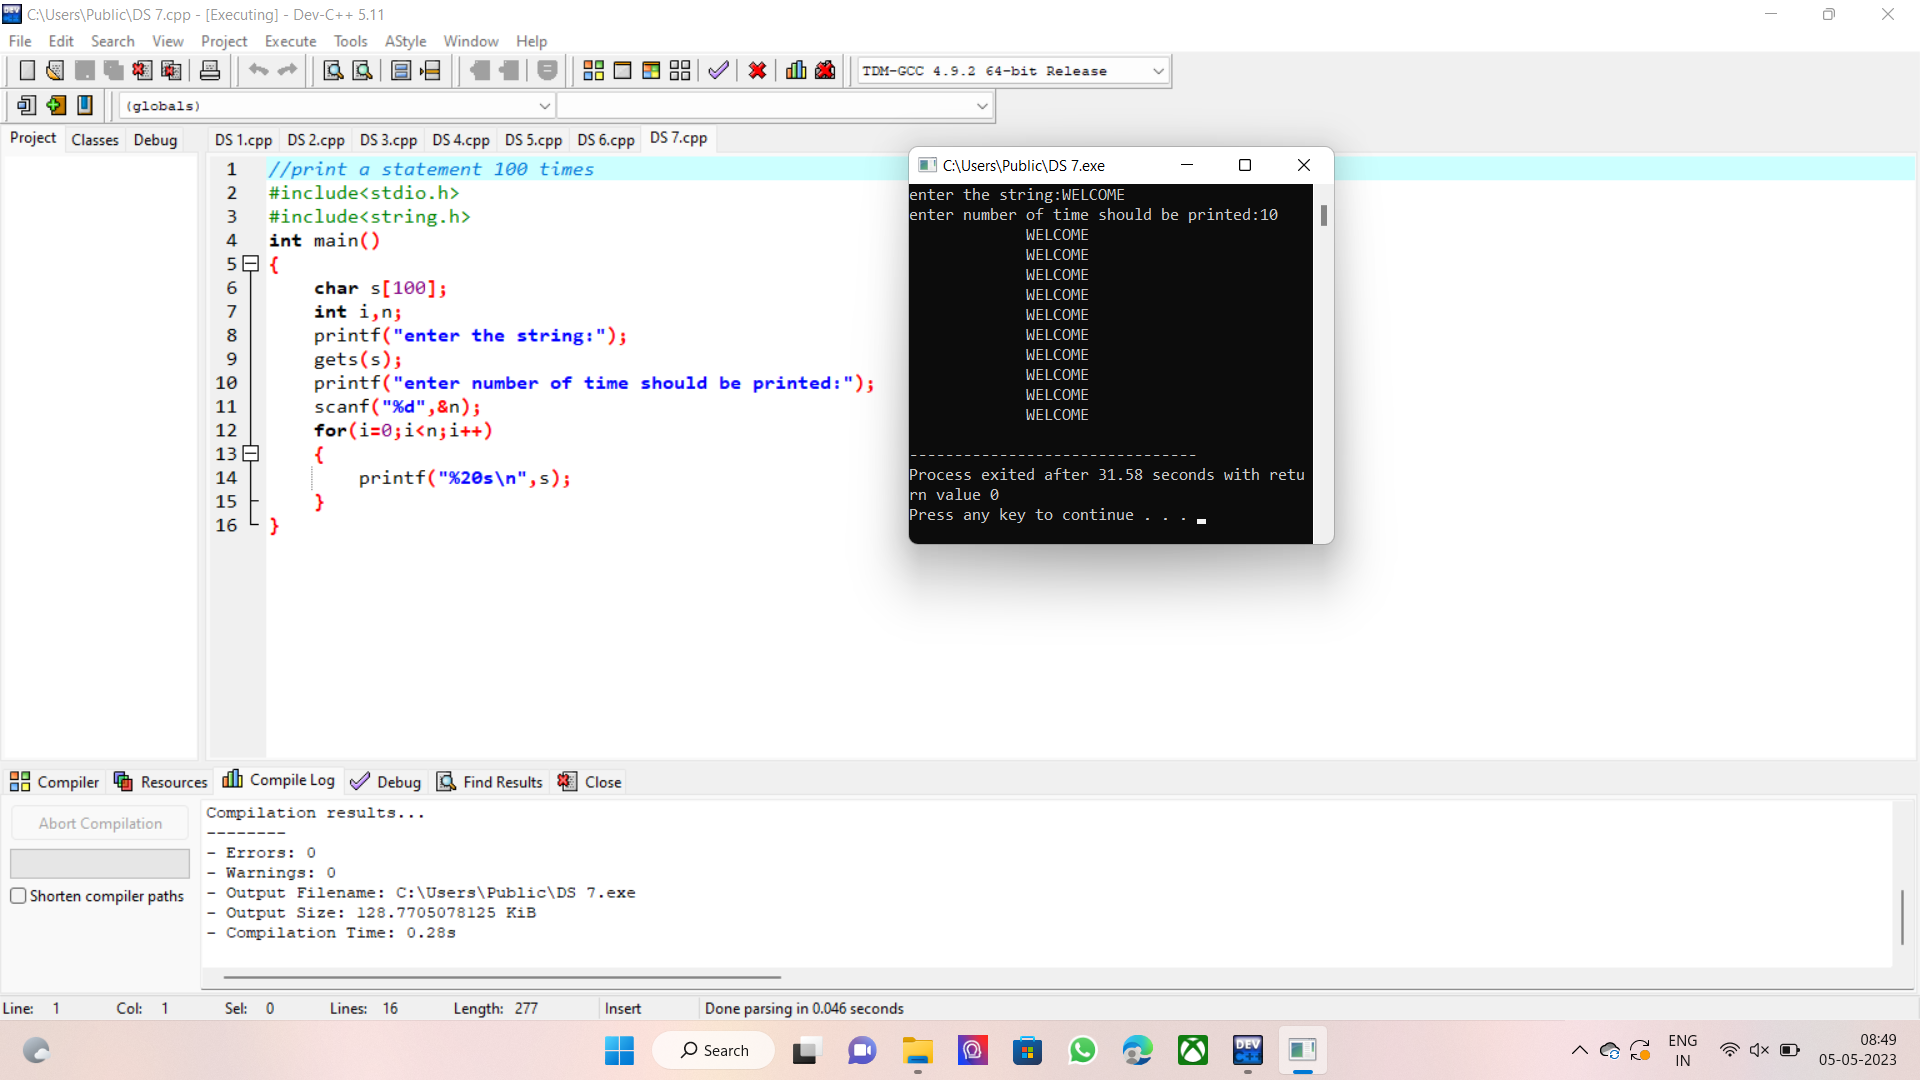 C:\Users\Public\DS 7.cpp - [Executing] - Dev-C++ 5.11
File Edit Search View Project Execute Tools AStyle Window Help
TDM-GCC 4.9.2 64-bit Release
(globals)
Project Classes Debug
DS 1.cpp DS 2.cpp DS 3.cpp DS 4.cpp DS 5.cpp DS 6.cpp DS 7.cpp
1 //print a statement 100 times
2 #include<stdio.h>
3 #include<string.h>
4 int main()
5 {
6 char s[100];
7 int i,n;
8 printf("enter the string:");
9 gets(s);
10 printf("enter number of time should be printed:");
11 scanf("%d",&n);
12 for(i=0;i<n;i++)
13 {
14 printf("%20s\n",s);
15 }
16 }
C:\Users\Public\DS 7.exe
enter the string:WELCOME
enter number of time should be printed:10
WELCOME
WELCOME
WELCOME
WELCOME
WELCOME
WELCOME
WELCOME
WELCOME
WELCOME
WELCOME
--------------------------------
Process exited after 31.58 seconds with retu
rn value 0
Press any key to continue . . .
Compiler Resources Compile Log Debug Find Results Close
Abort Compilation
Shorten compiler paths
Compilation results...
--------
- Errors: 0
- Warnings: 0
- Output Filename: C:\Users\Public\DS 7.exe
- Output Size: 128.7705078125 KiB
- Compilation Time: 0.28s
Line: 1 Col: 1 Sel: 0 Lines: 16 Length: 277 Insert Done parsing in 0.046 seconds
Search
DEV
C++
ENG
IN
08:49
05-05-2023